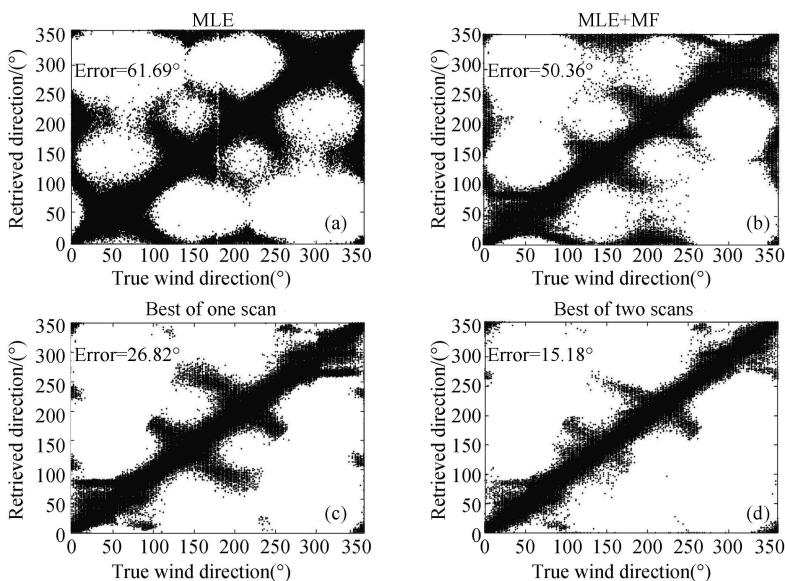 MLE
350
300
250
200
150
100
50
0
Error=61.69°
(a)
0 50 100 150 200 250 300 350
Retrieved direction/(°)
True wind direction(°)
MLE+MF
350
300
250
200
150
100
50
0
Error=50.36°
(b)
0 50 100 150 200 250 300 350
Retrieved direction/(°)
True wind direction(°)
Best of one scan
350
300
250
200
150
100
50
0
Error=26.82°
(c)
0 50 100 150 200 250 300 350
Retrieved direction/(°)
True wind direction(°)
Best of two scans
350
300
250
200
150
100
50
0
Error=15.18°
(d)
0 50 100 150 200 250 300 350
Retrieved direction/(°)
True wind direction(°)